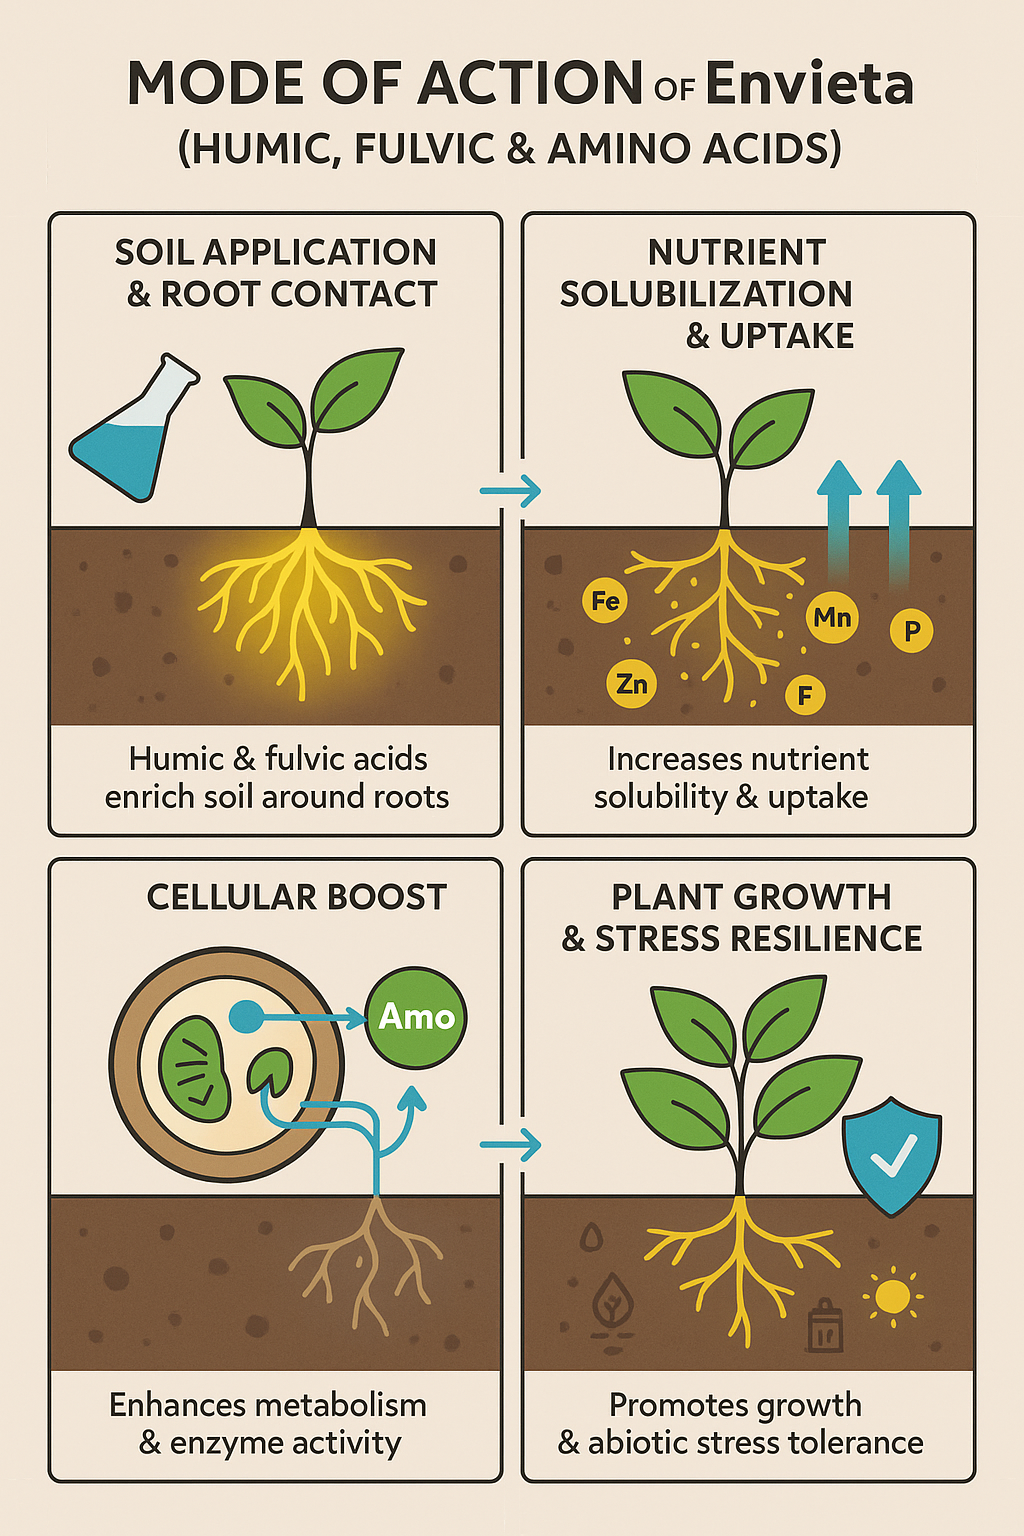 MODE OF ACTION OF Envieta
(HUMIC, FULVIC & AMINO ACIDS)
SOIL APPLICATION
& ROOT CONTACT
Humic & fulvic acids
enrich soil around roots
NUTRIENT
SOLUBILIZATION
& UPTAKE
Fe
Mn
P
Zn
F
Increases nutrient
solubility & uptake
CELLULAR BOOST
Amo
Enhances metabolism
& enzyme activity
PLANT GROWTH
& STRESS RESILIENCE
Promotes growth
& abiotic stress tolerance